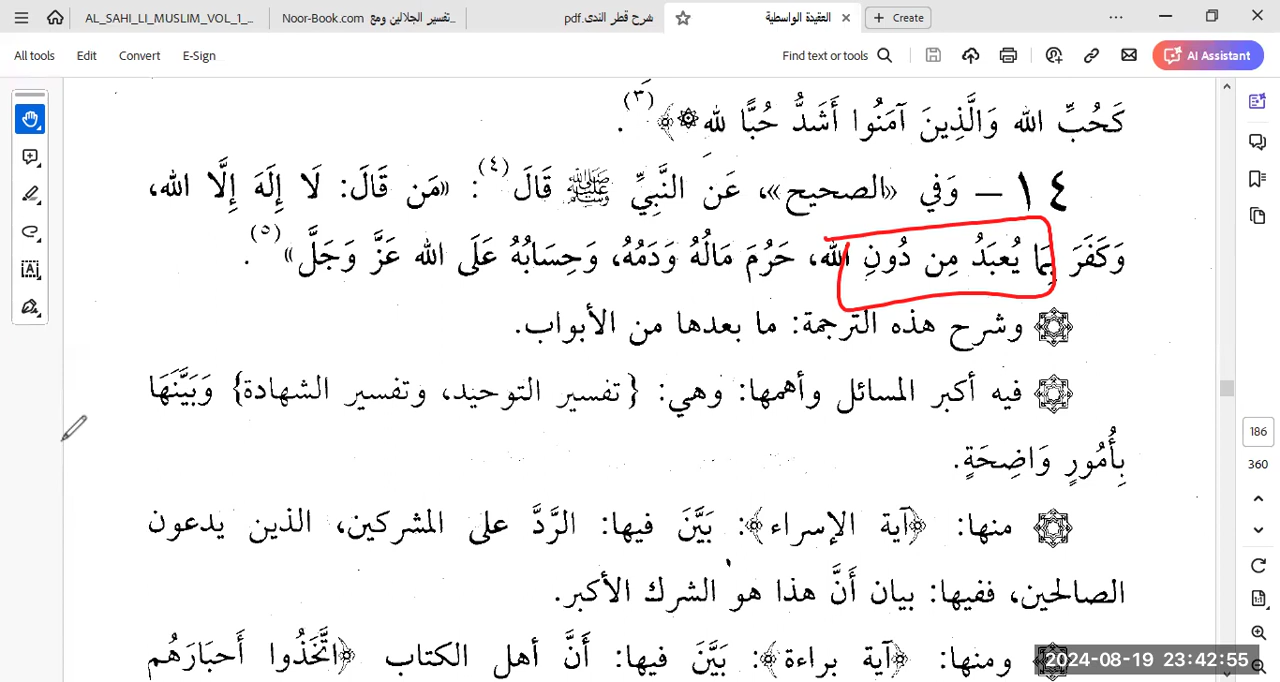 AL_SAHI_LI_MUSLIM_VOL_1_...
Noor-Book.com تفسير الجلالين ومع...
شرح قطر الندى.pdf
العقيدة الواسطية
Create
All tools Edit Convert E-Sign
Find text or tools
AI Assistant
كَحُبِّ الله وَالَّذِينَ آمَنُوا أَشَدُّ حُبًّا لله﴾(٣).
١٤ – وَفي «الصحيح»، عَن النَّبِيِّ ﷺ قَالَ(٤): «مَن قَالَ: لَا إِلَهَ إِلَّا الله،
وَكَفَرَ بِمَا يُعبَدُ مِن دُونِ الله، حَرُمَ مَالُهُ وَدَمُهُ، وَحِسَابُهُ عَلَى الله عَزَّ وَجَلَّ»(٥).
وشرح هذه الترجمة: ما بعدها من الأبواب.
فيه أكبر المسائل وأهمها: وهي: {تفسير التوحيد، وتفسير الشهادة} وَبَيَّنَهَا
بِأُمُورٍ وَاضِحَةٍ.
منها: ﴿آية الإسراء﴾: بَيَّنَ فيها: الرَّدَّ على المشركين، الذين يدعون
الصالحين، ففيها: بيان أَنَّ هذا هو الشرك الأكبر.
ومنها: ﴿آية براءة﴾: بَيَّنَ فيها: أَنَّ أهل الكتاب ﴿اتَّخَذُوا أَحبَارَهُم
186
360
2024-08-19 23:42:55